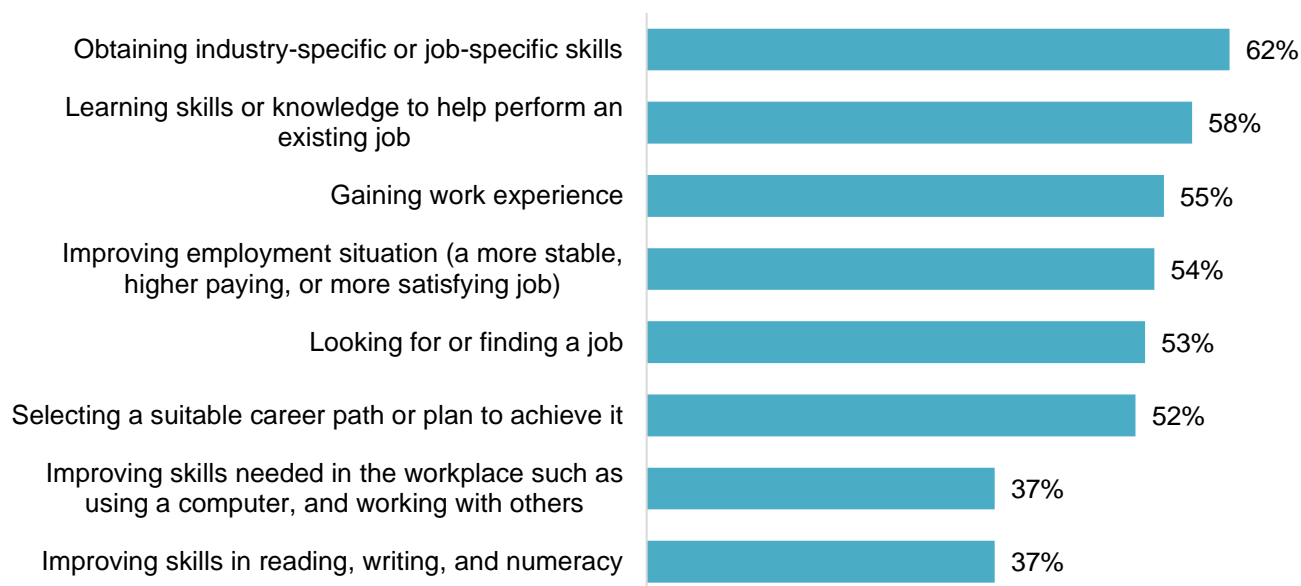 Obtaining industry-specific or job-specific skills
62%
Learning skills or knowledge to help perform an
existing job
58%
Gaining work experience
55%
Improving employment situation (a more stable,
higher paying, or more satisfying job)
54%
Looking for or finding a job
53%
Selecting a suitable career path or plan to achieve it
52%
Improving skills needed in the workplace such as
using a computer, and working with others
37%
Improving skills in reading, writing, and numeracy
37%